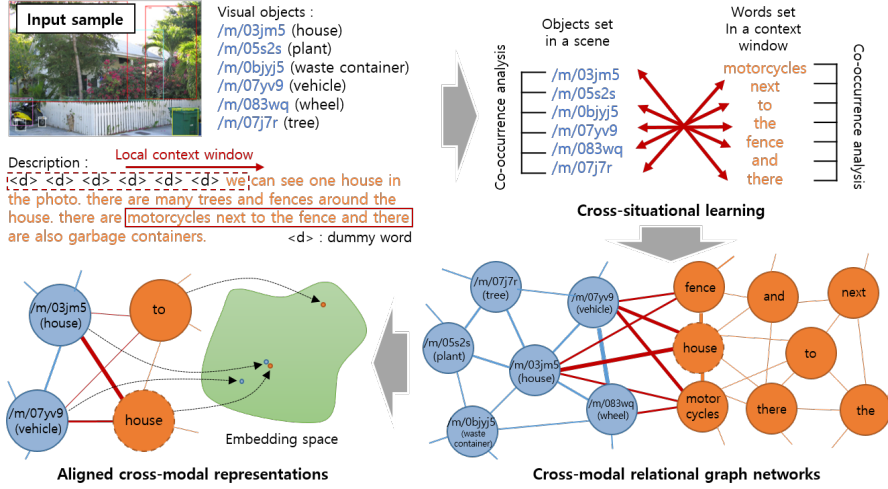 Input sample
Visual objects :
/m/03jm5 (house)
/m/05s2s (plant)
/m/0bjyj5 (waste container)
/m/07yv9 (vehicle)
/m/083wq (wheel)
/m/07j7r (tree)
Description :
Local context window
<d> <d> <d> <d> <d> <d> we can see one house in
the photo. there are many trees and fences around the
house. there are motorcycles next to the fence and there
are also garbage containers.
<d> : dummy word
Objects set
in a scene
Words set
In a context
window
Co-occurrence analysis
/m/03jm5
/m/05s2s
/m/0bjyj5
/m/07yv9
/m/083wq
/m/07j7r
motorcycles
next
to
the
fence
and
there
Co-occurrence analysis
Cross-situational learning
/m/03jm5
(house)
to
/m/07yv9
(vehicle)
house
Embedding space
Aligned cross-modal representations
/m/07j7r
(tree)
/m/07yv9
(vehicle)
fence
and
next
/m/05s2s
(plant)
/m/03jm5
(house)
house
to
/m/083wq
(wheel)
motor
cycles
there
the
/m/0bjyj5
(waste
container)
Cross-modal relational graph networks